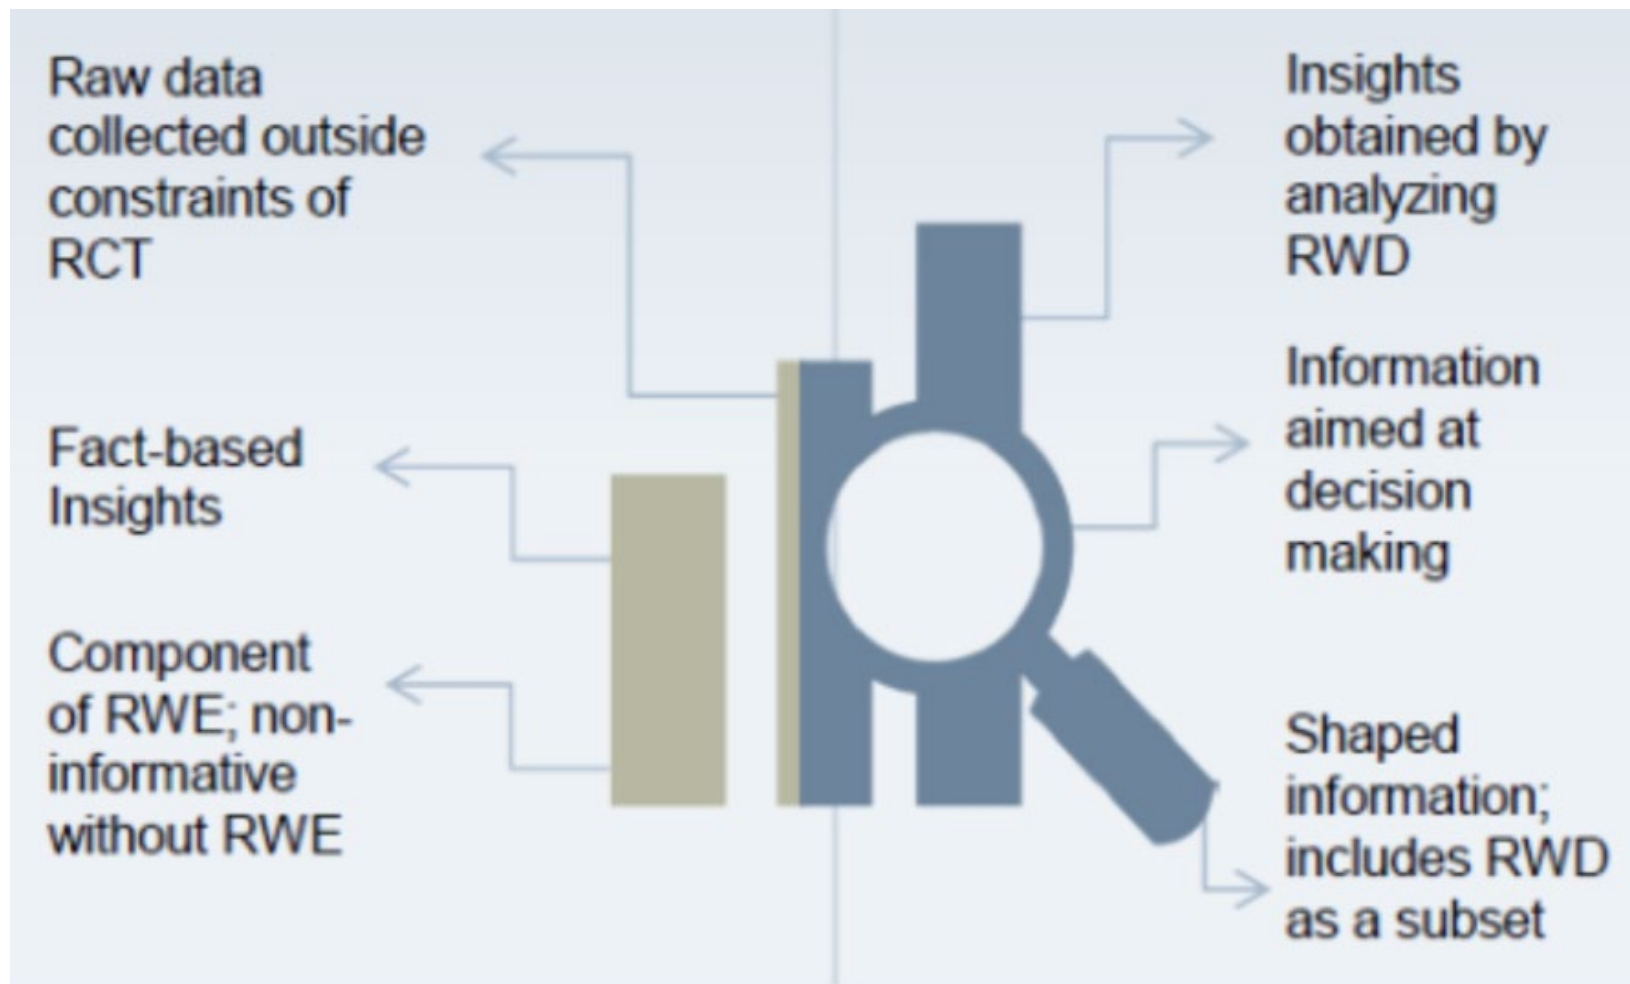 Raw data
collected outside
constraints of
RCT
Fact-based
Insights
Component
of RWE; non-
informative
without RWE
Insights
obtained by
analyzing
RWD
Information
aimed at
decision
making
Shaped
information;
includes RWD
as a subset